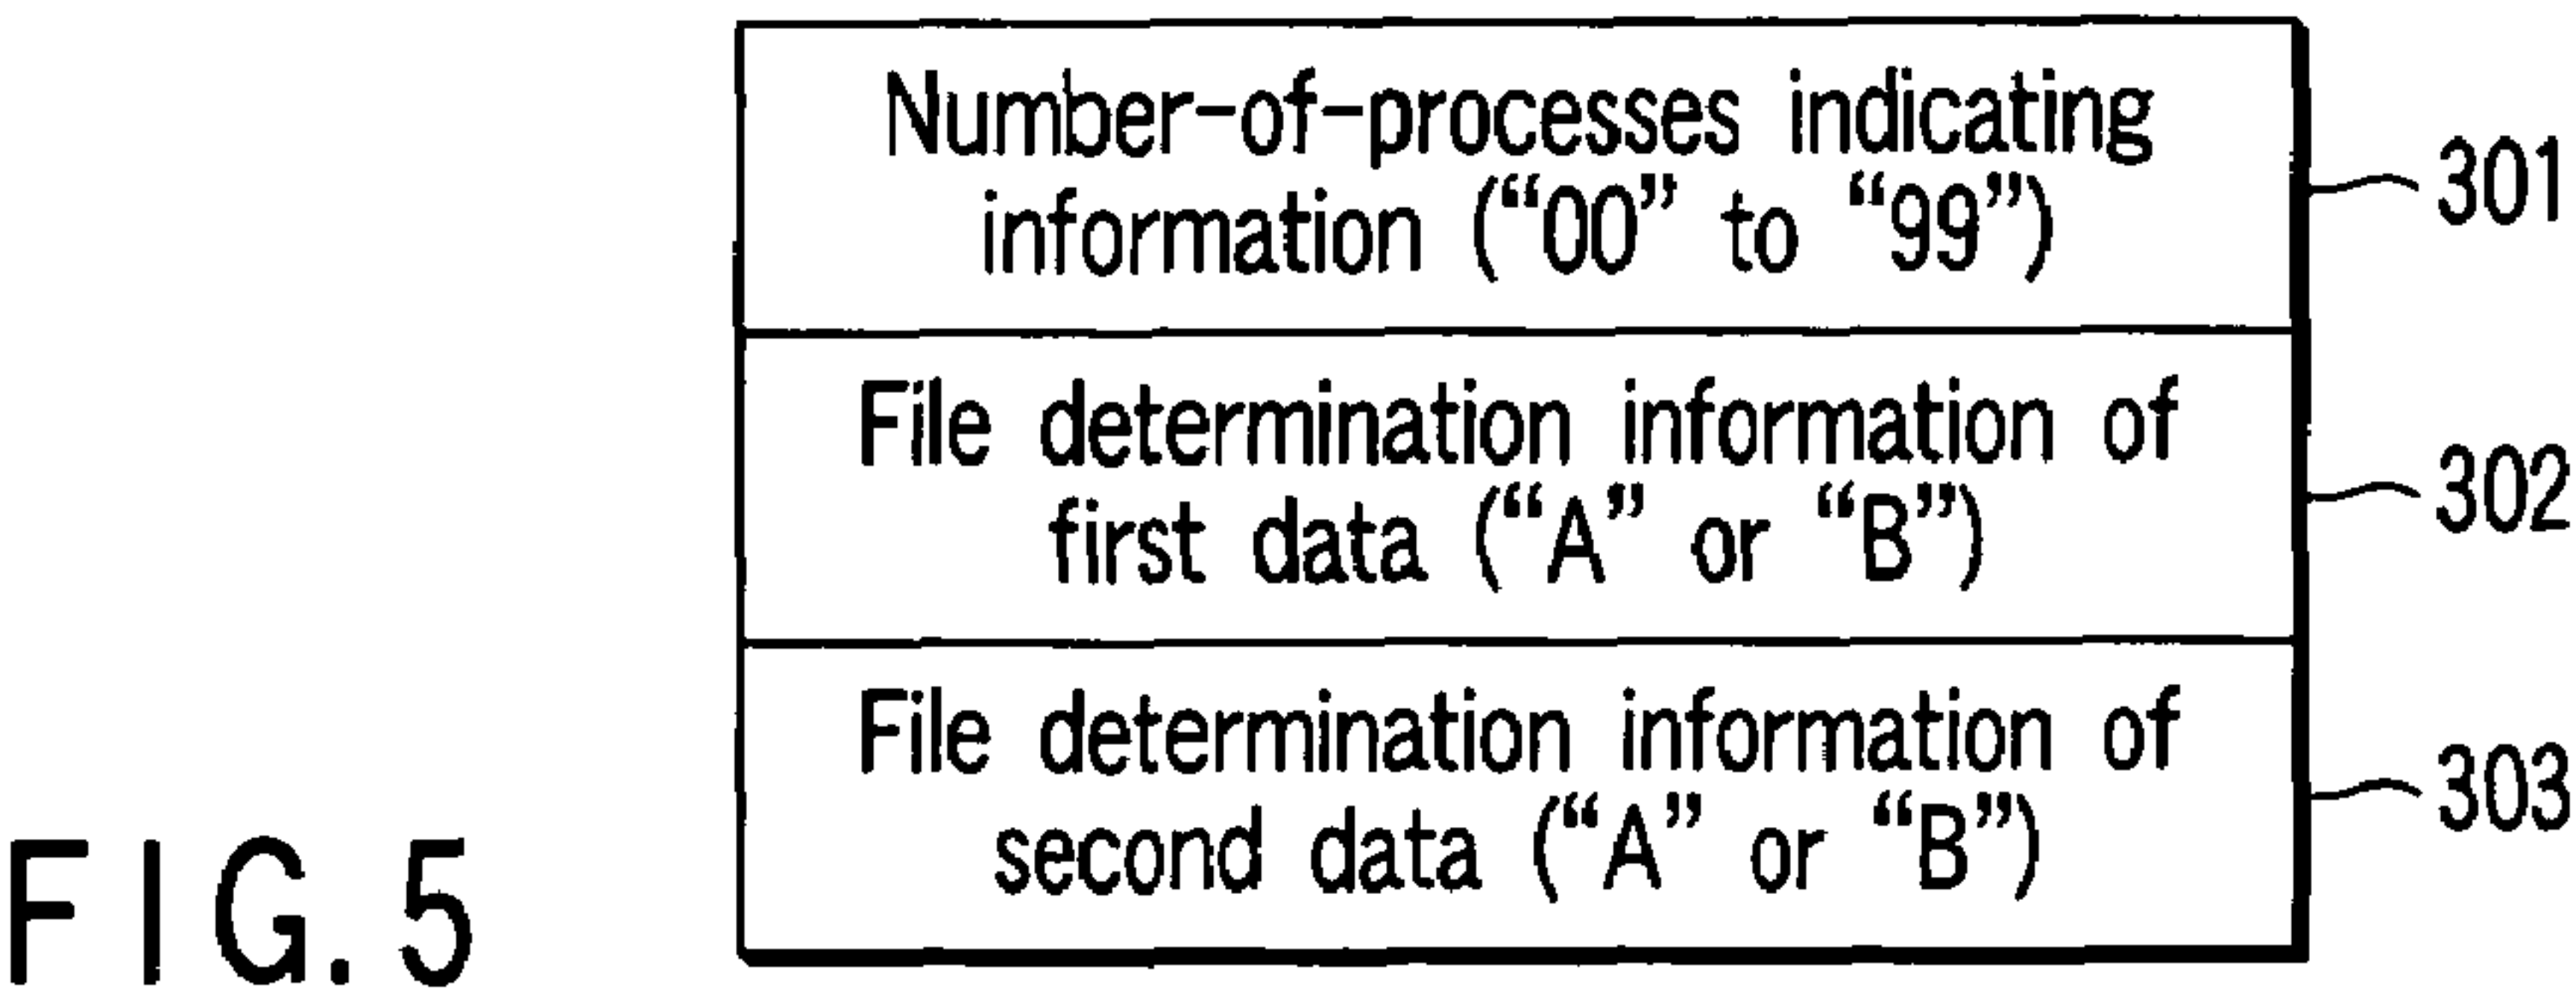 Number-of-processes indicating
information (“00” to “99”)
301
File determination information of
first data (“A” or “B”)
302
File determination information of
second data (“A” or “B”)
303
FIG. 5